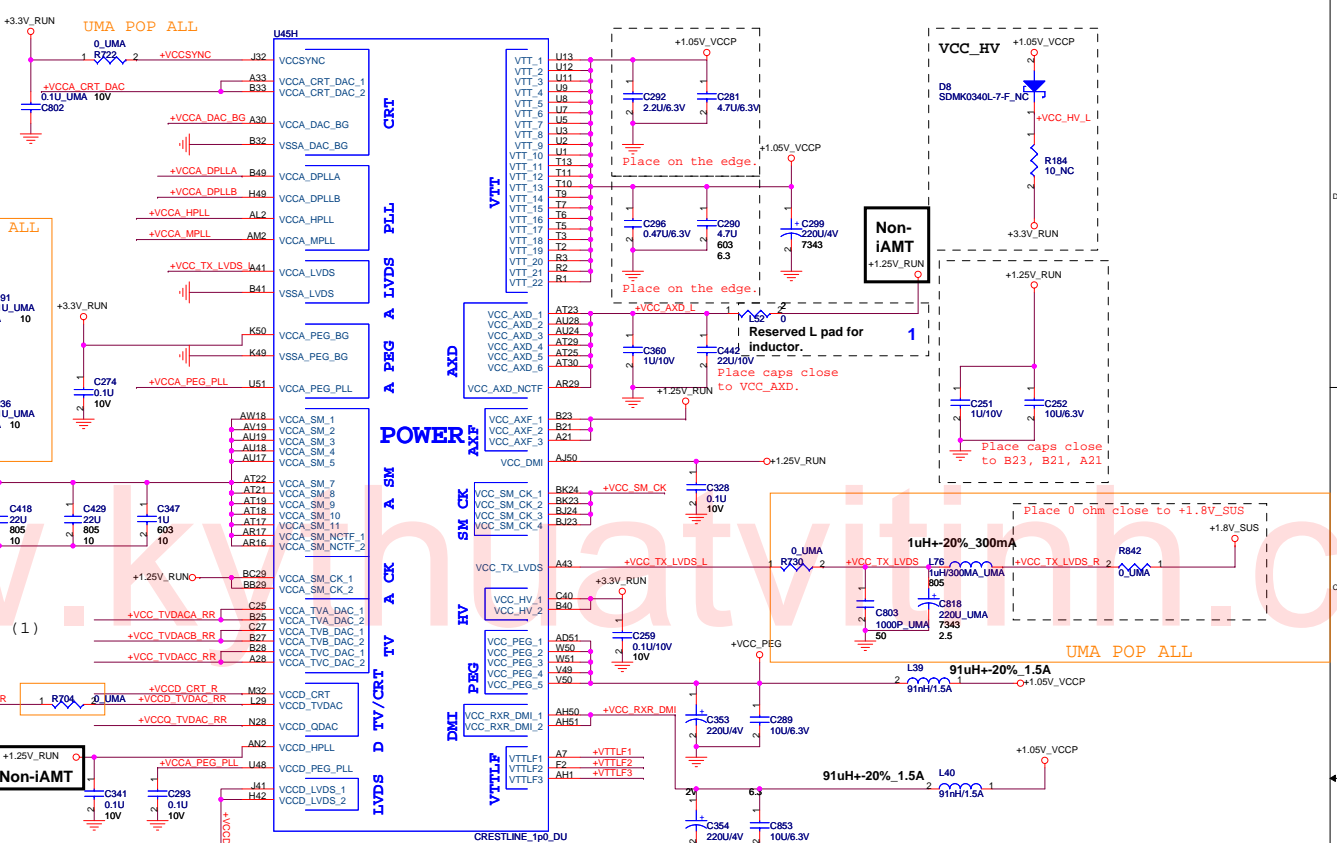 +3.3V_RUN
UMA POP ALL
0_UMA
R722
1
2
+VCCSYNC
+VCCA_CRT_DAC
0.1U_UMA 10V
C802
+VCCA_DAC_BG
+VCCA_DPLLA
+VCCA_DPLLB
+VCCA_HPLL
+VCCA_MPLL
+VCC_TX_LVDS_L
ALL
91
U_UMA
10
+3.3V_RUN
C274
0.1U
10V
+VCCA_PEG_PLL
36
U_UMA
10
C418
22U
805
10
C429
22U
805
10
C347
1U
603
10
+1.25V_RUN
(1)
+VCC_TVDACA_RR
+VCC_TVDACB_RR
+VCC_TVDACC_RR
R
R704
0_UMA
+VCCD_CRT_R
+VCCD_TVDAC_RR
+VCCQ_TVDAC_RR
+1.25V_RUN
Non-iAMT
+VCCA_PEG_PLL
C341
0.1U
10V
C293
0.1U
10V
+VCCD
U45H
J32 VCCSYNC
A33 VCCA_CRT_DAC_1
B33 VCCA_CRT_DAC_2
CRT
A30 VCCA_DAC_BG
B32 VSSA_DAC_BG
B49 VCCA_DPLLA
H49 VCCA_DPLLB
PLL
AL2 VCCA_HPLL
AM2 VCCA_MPLL
A41 VCCA_LVDS
B41 VSSA_LVDS
A LVDS
K50 VCCA_PEG_BG
K49 VSSA_PEG_BG
A PEG
U51 VCCA_PEG_PLL
AW18 VCCA_SM_1
AV19 VCCA_SM_2
AU19 VCCA_SM_3
AU18 VCCA_SM_4
AU17 VCCA_SM_5
AT22 VCCA_SM_7
AT21 VCCA_SM_8
AT19 VCCA_SM_9
AT18 VCCA_SM_10
AT17 VCCA_SM_11
AR17 VCCA_SM_NCTF_1
AR16 VCCA_SM_NCTF_2
A SM
BC29 VCCA_SM_CK_1
BB29 VCCA_SM_CK_2
A CK
C25 VCCA_TVA_DAC_1
B25 VCCA_TVA_DAC_2
C27 VCCA_TVB_DAC_1
B27 VCCA_TVB_DAC_2
B28 VCCA_TVC_DAC_1
A28 VCCA_TVC_DAC_2
TV
M32 VCCD_CRT
L29 VCCD_TVDAC
N28 VCCD_QDAC
D TV/CRT
AN2 VCCD_HPLL
U48 VCCD_PEG_PLL
J41 VCCD_LVDS_1
H42 VCCD_LVDS_2
LVDS
POWER
VTT
VTT_1 U13
VTT_2 U12
VTT_3 U11
VTT_4 U9
VTT_5 U8
VTT_6 U7
VTT_7 U5
VTT_8 U3
VTT_9 U2
VTT_10 U1
VTT_11 T13
VTT_12 T11
VTT_13 T10
VTT_14 T9
VTT_15 T7
VTT_16 T6
VTT_17 T5
VTT_18 T3
VTT_19 T2
VTT_20 R3
VTT_21 R2
VTT_22 R1
AXD
VCC_AXD_1 AT23
VCC_AXD_2 AU28
VCC_AXD_3 AU24
VCC_AXD_4 AT29
VCC_AXD_5 AT25
VCC_AXD_6 AT30
VCC_AXD_NCTF AR29
AXF
VCC_AXF_1 B23
VCC_AXF_2 B21
VCC_AXF_3 A21
VCC_DMI AJ50
SM CK
VCC_SM_CK_1 BK24
VCC_SM_CK_2 BK23
VCC_SM_CK_3 BJ24
VCC_SM_CK_4 BJ23
VCC_TX_LVDS A43
HV
VCC_HV_1 C40
VCC_HV_2 B40
PEG
VCC_PEG_1 AD51
VCC_PEG_2 W50
VCC_PEG_3 W51
VCC_PEG_4 V49
VCC_PEG_5 V50
DMI
VCC_RXR_DMI_1 AH50
VCC_RXR_DMI_2 AH51
VTTLF
VTTLF1 A7 +VTTLF1
VTTLF2 F2 +VTTLF2
VTTLF3 AH1 +VTTLF3
CRESTLINE_1p0_DU
+1.05V_VCCP
C292
2.2U/6.3V
C281
4.7U/6.3V
Place on the edge.
+1.05V_VCCP
C296
0.47U/6.3V
C290
4.7U
603
6.3
C299
220U/4V
7343
Place on the edge.
VCC_HV
+1.05V_VCCP
D8
SDMK0340L-7-F_NC
+VCC_HV_L
R184
10_NC
+3.3V_RUN
Non-
iAMT
+1.25V_RUN
+VCC_AXD_L
L52
0
Reserved L pad for
inductor.
1
C360
1U/10V
C442
22U/10V
Place caps close
to VCC_AXD.
+1.25V_RUN
+1.25V_RUN
C251
1U/10V
C252
10U/6.3V
Place caps close
to B23, B21, A21
+1.25V_RUN
C328
0.1U
10V
+VCC_SM_CK
+VCC_TX_LVDS_L
0_UMA
R730
+VCC_TX_LVDS
1uH+-20%_300mA
L76
1uH/300MA_UMA
805
+VCC_TX_LVDS_R
Place 0 ohm close to +1.8V_SUS
+1.8V_SUS
R842
0_UMA
C803
1000P_UMA
50
C818
220U_UMA
7343
2.5
UMA POP ALL
+3.3V_RUN
C259
0.1U/10V
10V
+VCC_PEG
L39
91uH+-20%_1.5A
91nH/1.5A
+1.05V_VCCP
C353
220U/4V
C289
10U/6.3V
+VCC_RXR_DMI
91uH+-20%_1.5A
L40
91nH/1.5A
+1.05V_VCCP
C354
220U/4V
C853
10U/6.3V
w.kythuatvitinh.c